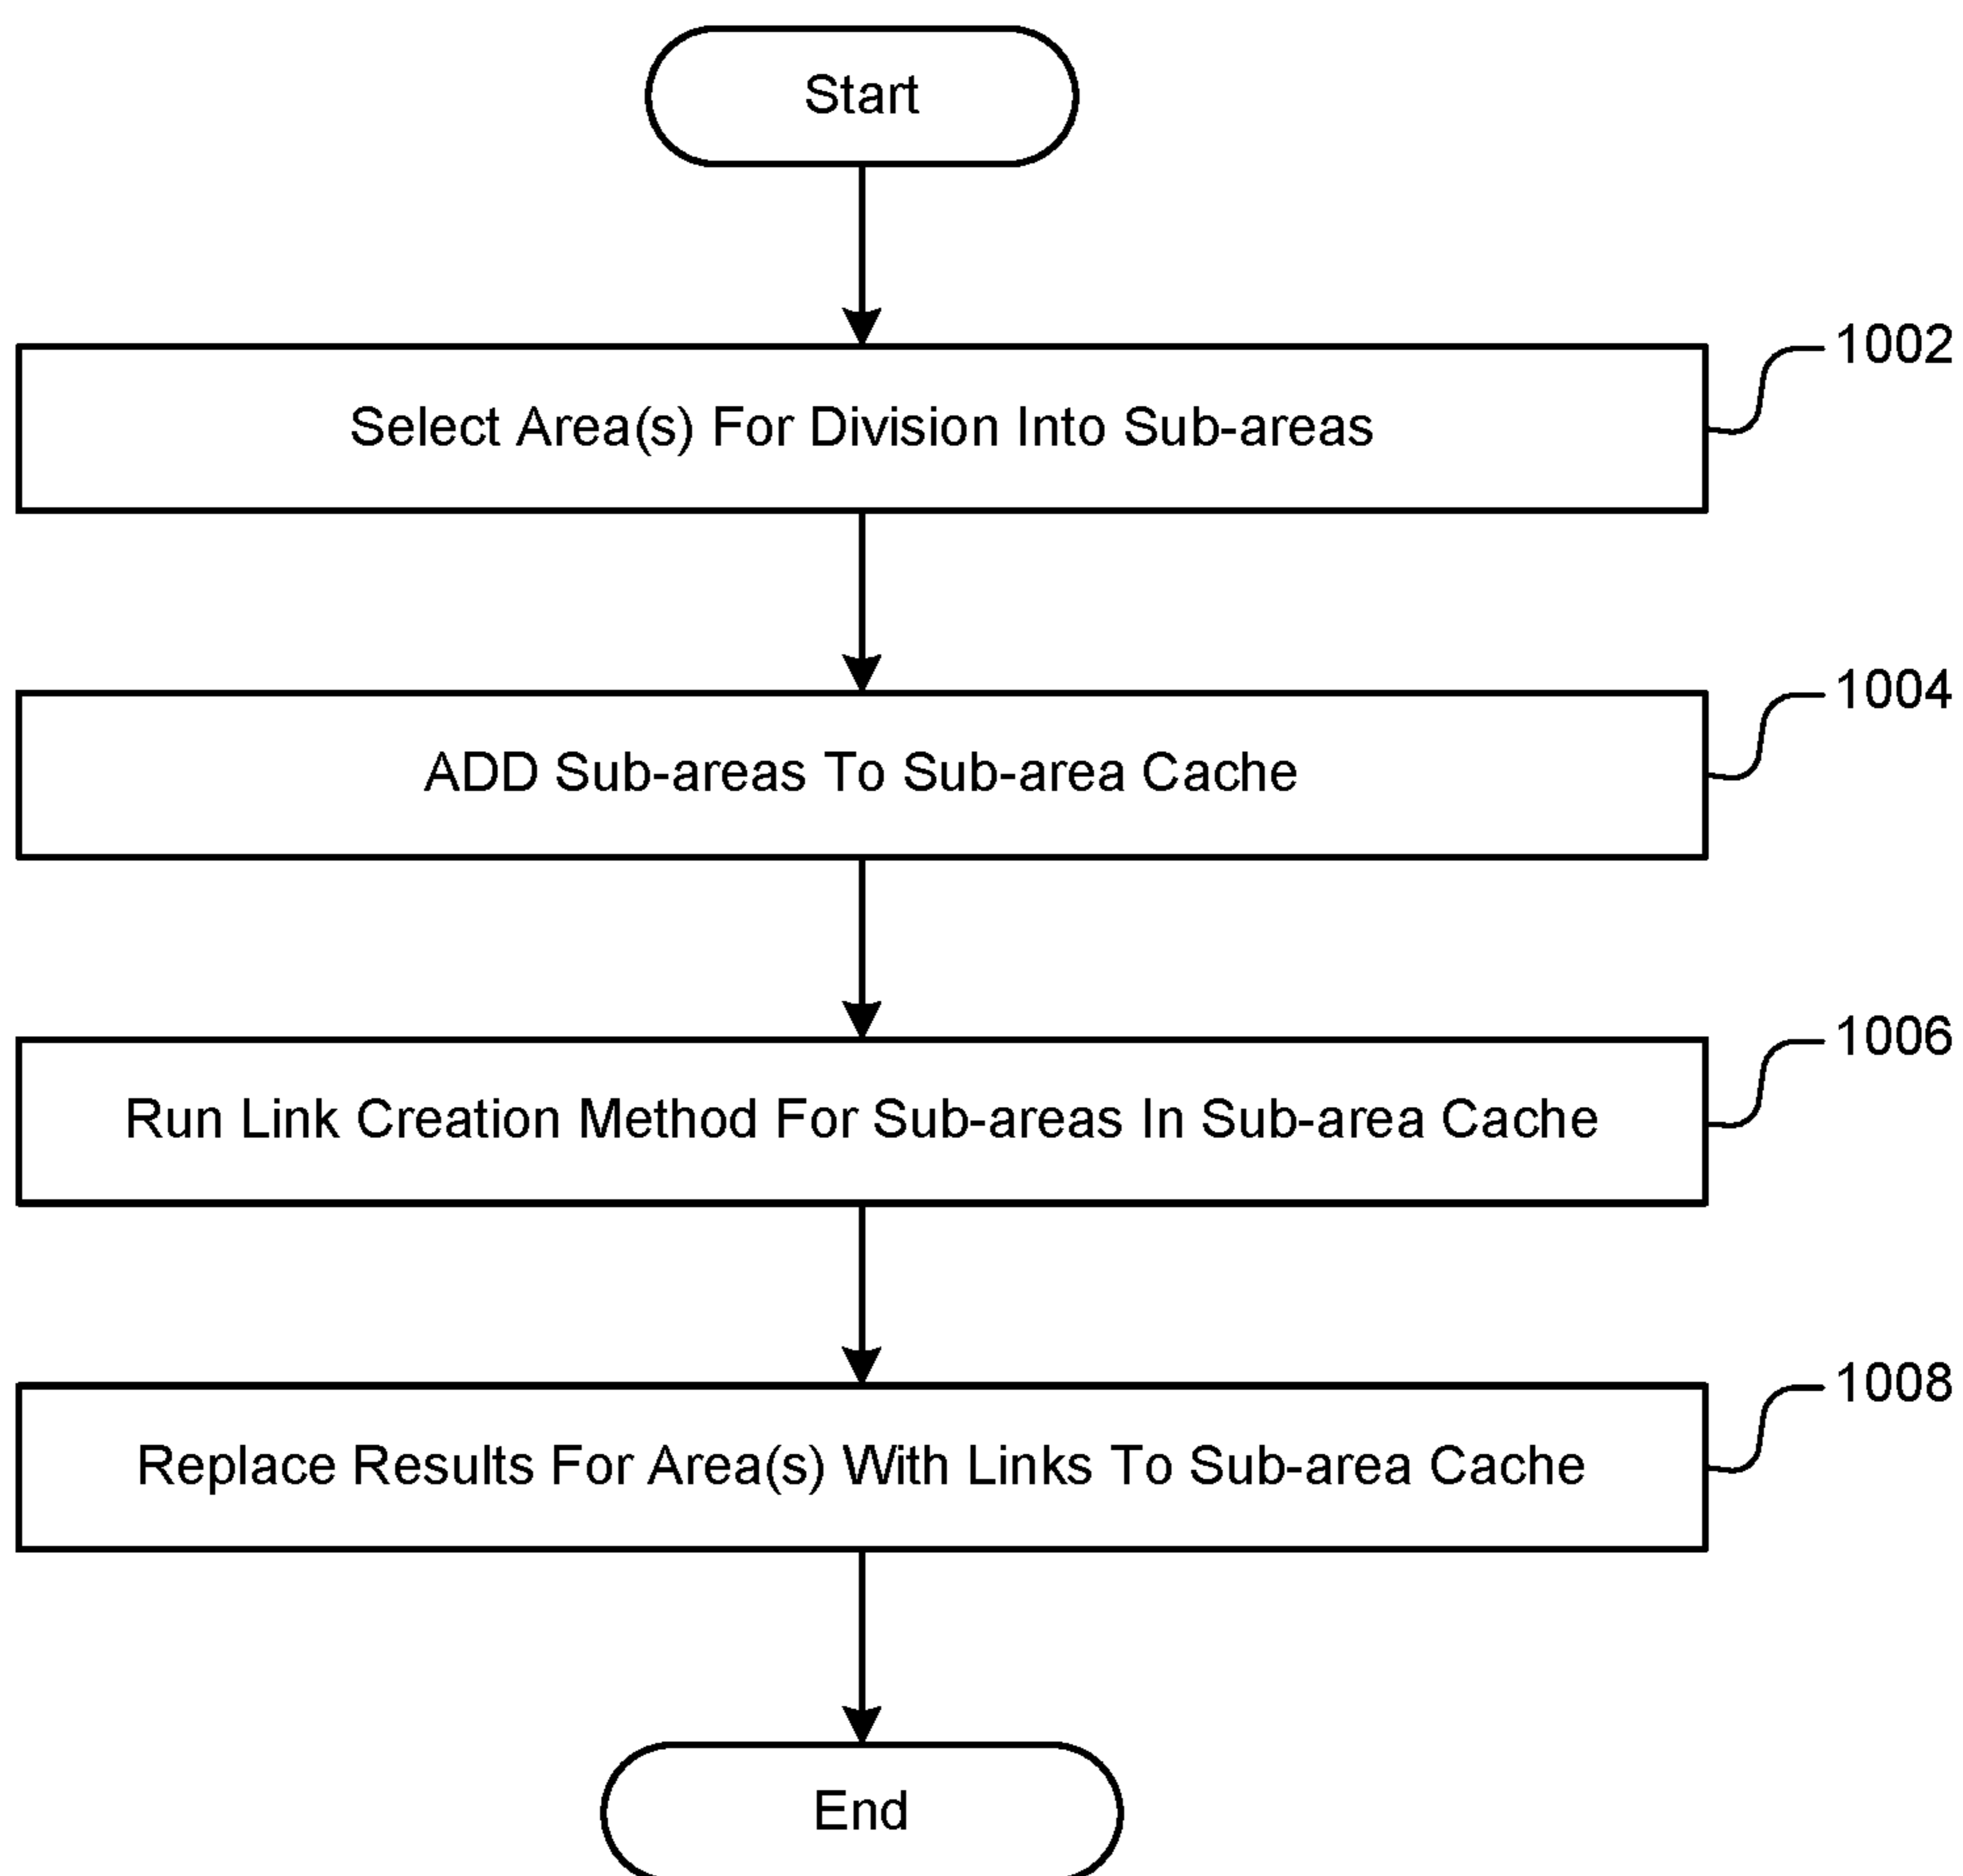 Start
1002
Select Area(s) For Division Into Sub-areas
1004
ADD Sub-areas To Sub-area Cache
1006
Run Link Creation Method For Sub-areas In Sub-area Cache
1008
Replace Results For Area(s) With Links To Sub-area Cache
End